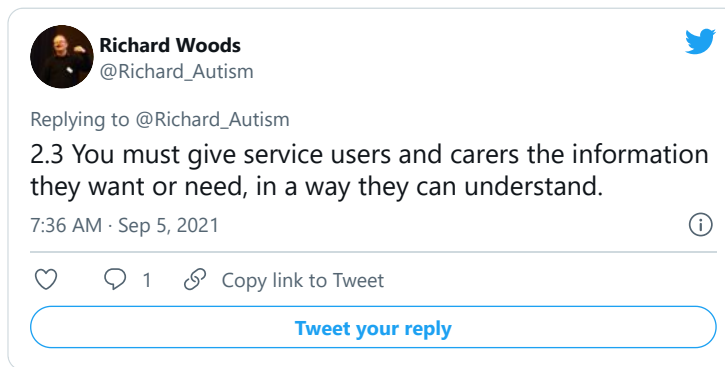 Richard Woods
@Richard_Autism
Replying to @Richard_Autism
2.3 You must give service users and carers the information
they want or need, in a way they can understand.
7:36 AM · Sep 5, 2021
1 Copy link to Tweet
Tweet your reply